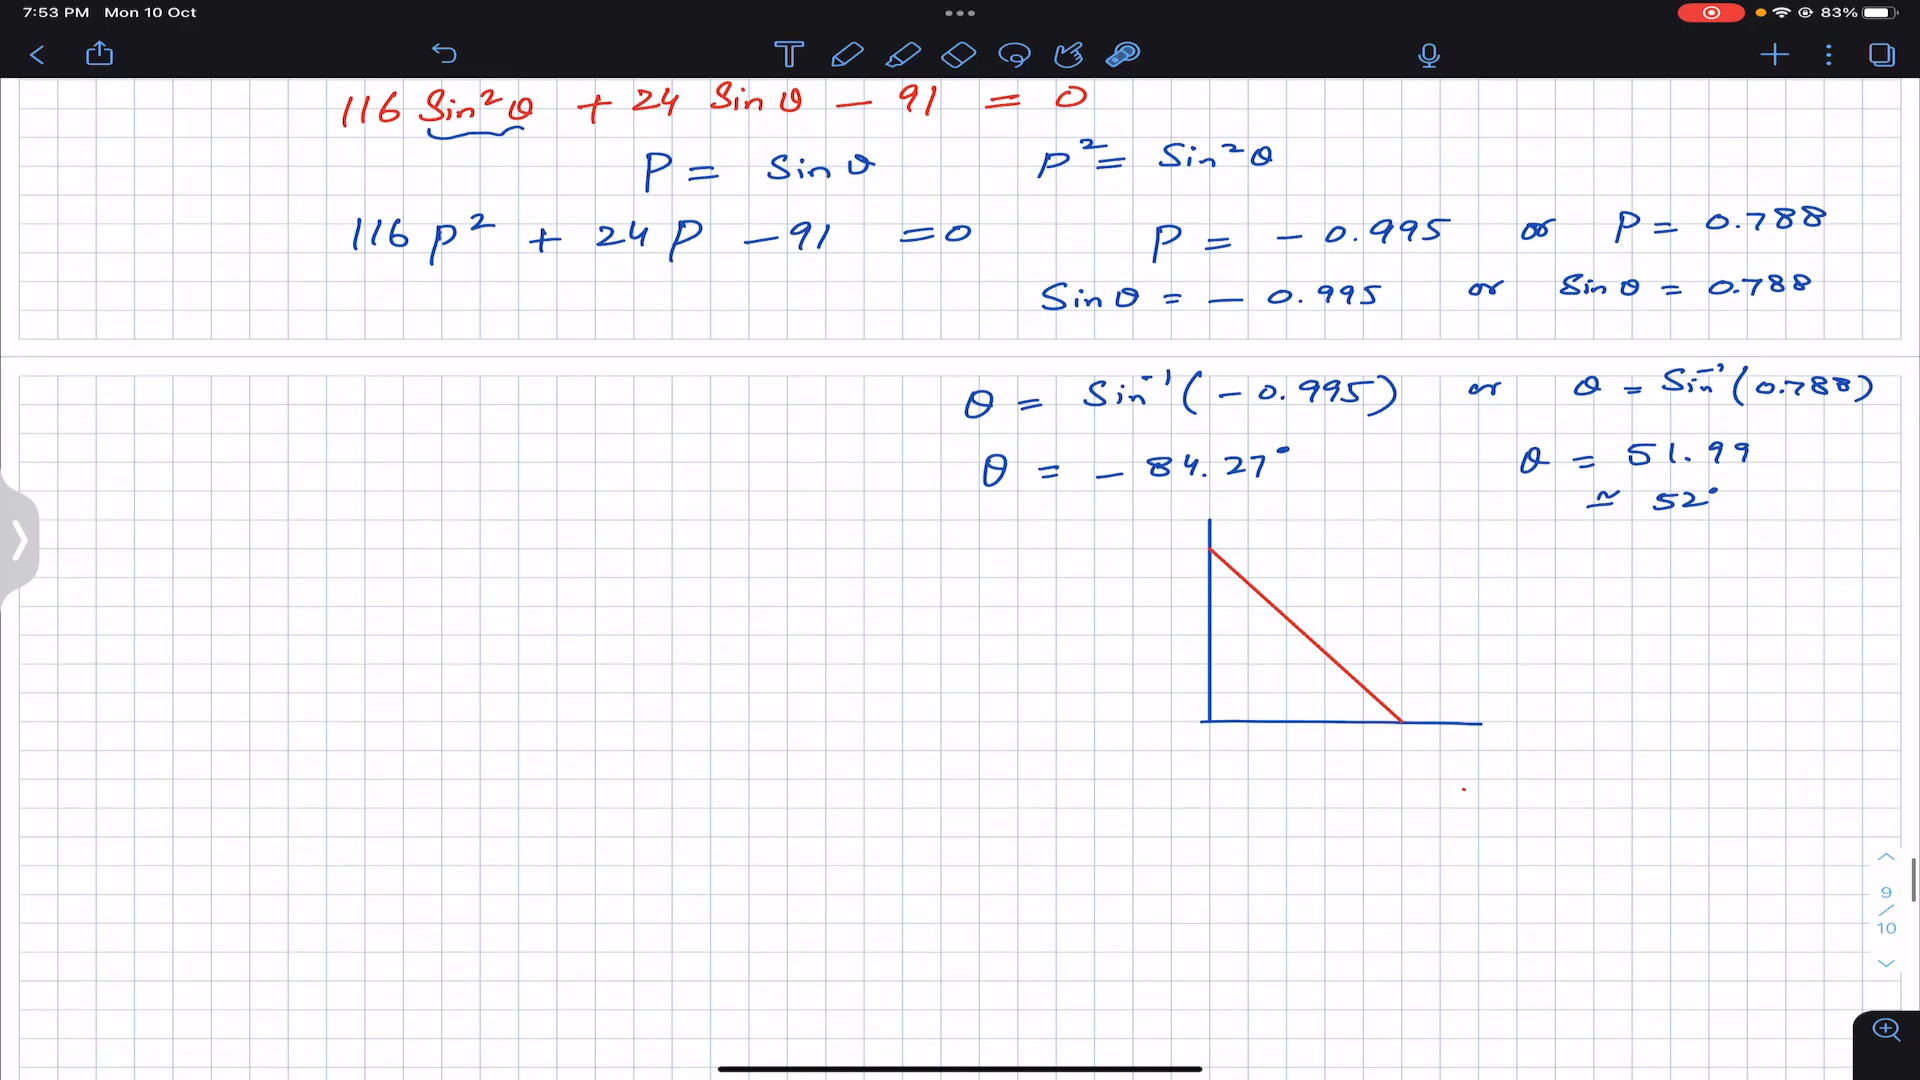 7:53 PM Mon 10 Oct
83%
116 Sin²θ + 24 Sin θ - 91 = 0
P = Sin θ P² = Sin²θ
116 P² + 24 P - 91 = 0 P = - 0.995 or P = 0.788
Sin θ = - 0.995 or Sin θ = 0.788
θ = Sin⁻¹(- 0.995) or θ = Sin⁻¹(0.788)
θ = - 84.27° θ = 51.99
≃ 52°
9
/
10